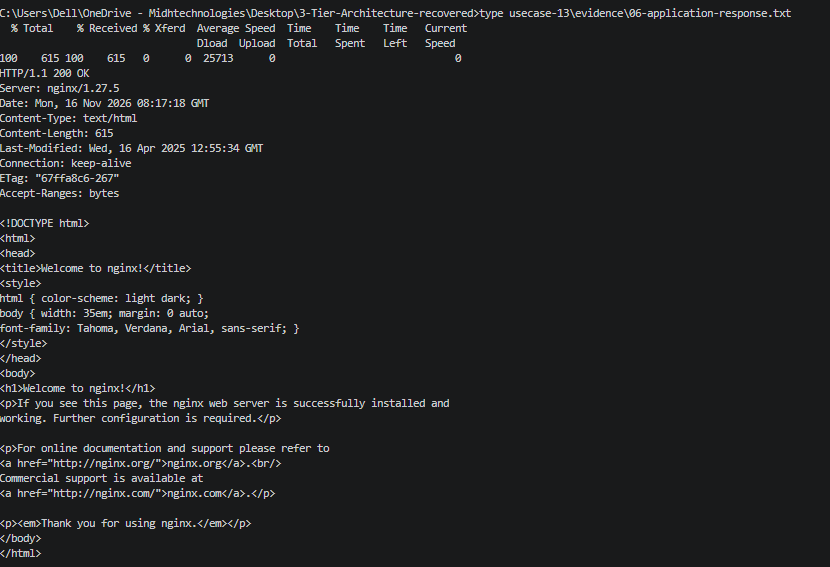 C:\Users\Dell\OneDrive - Midhtechnologies\Desktop\3-Tier-Architecture-recovered>type usecase-13\evidence\06-application-response.txt
  % Total    % Received % Xferd  Average Speed  Time    Time    Time   Current
                                 Dload  Upload  Total   Spent   Left   Speed
100    615 100    615   0      0  25713      0                              0
HTTP/1.1 200 OK
Server: nginx/1.27.5
Date: Mon, 16 Nov 2026 08:17:18 GMT
Content-Type: text/html
Content-Length: 615
Last-Modified: Wed, 16 Apr 2025 12:55:34 GMT
Connection: keep-alive
ETag: "67ffa8c6-267"
Accept-Ranges: bytes

<!DOCTYPE html>
<html>
<head>
<title>Welcome to nginx!</title>
<style>
html { color-scheme: light dark; }
body { width: 35em; margin: 0 auto;
font-family: Tahoma, Verdana, Arial, sans-serif; }
</style>
</head>
<body>
<h1>Welcome to nginx!</h1>
<p>If you see this page, the nginx web server is successfully installed and
working. Further configuration is required.</p>

<p>For online documentation and support please refer to
<a href="http://nginx.org/">nginx.org</a>.<br/>
Commercial support is available at
<a href="http://nginx.com/">nginx.com</a>.</p>

<p><em>Thank you for using nginx.</em></p>
</body>
</html>